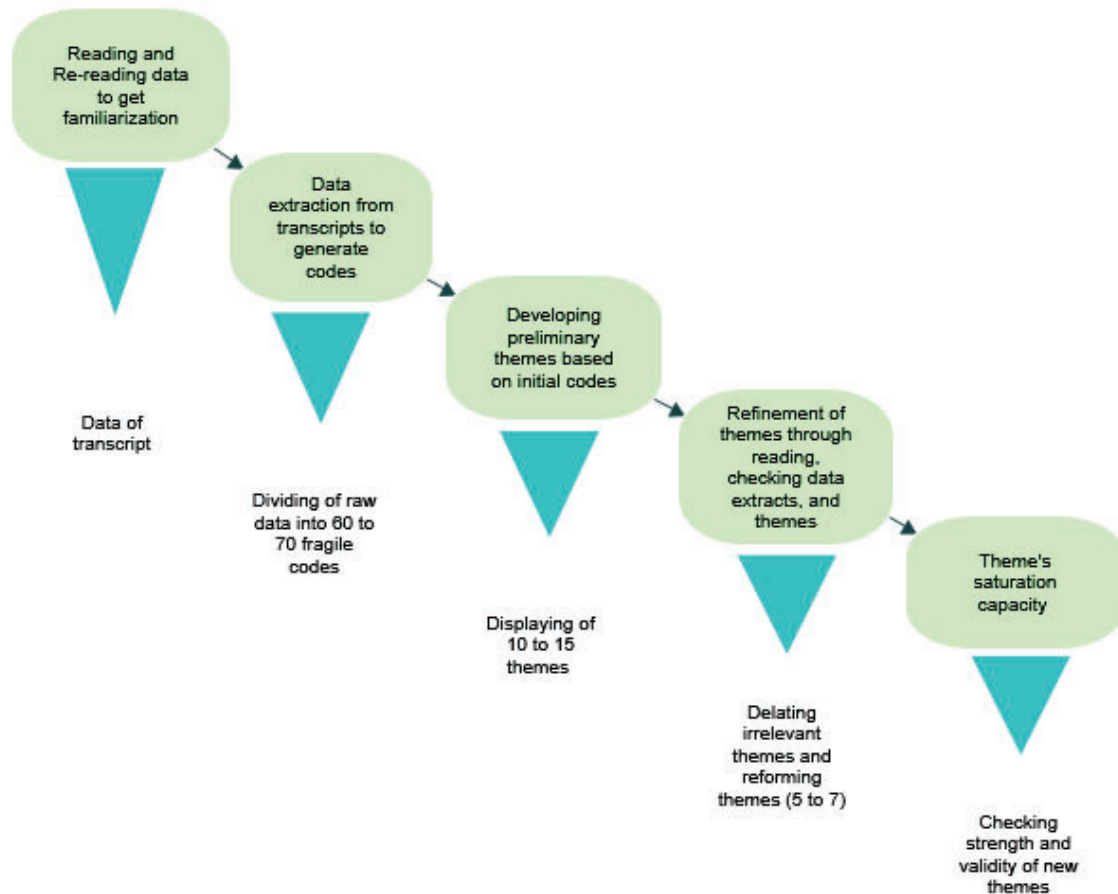 Reading and
Re-reading data
to get
familiarization
Data of
transcript
Data
extraction from
transcripts to
generate
codes
Dividing of raw
data into 60 to
70 fragile
codes
Developing
preliminary
themes based
on initial codes
Displaying of
10 to 15
themes
Refinement of
themes through
reading,
checking data
extracts, and
themes
Delating
irrelevant
themes and
reforming
themes (5 to 7)
Theme's
saturation
capacity
Checking
strength and
validity of new
themes